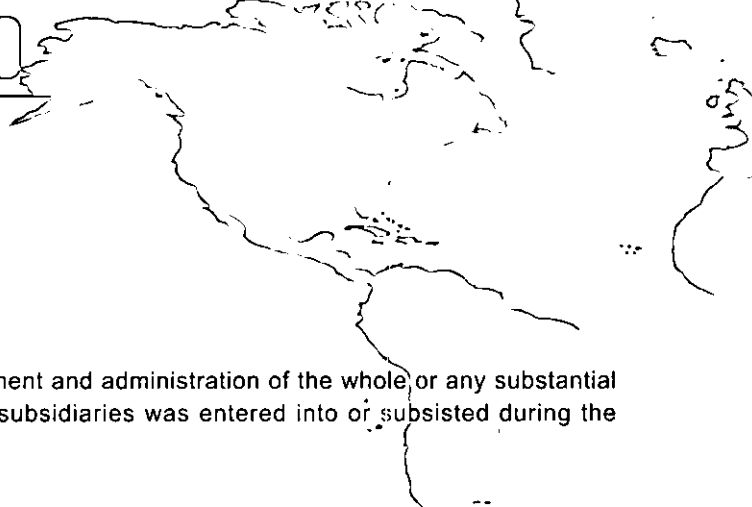 ment and administration of the whole or any substantial
subsidiaries was entered into or subsisted during the